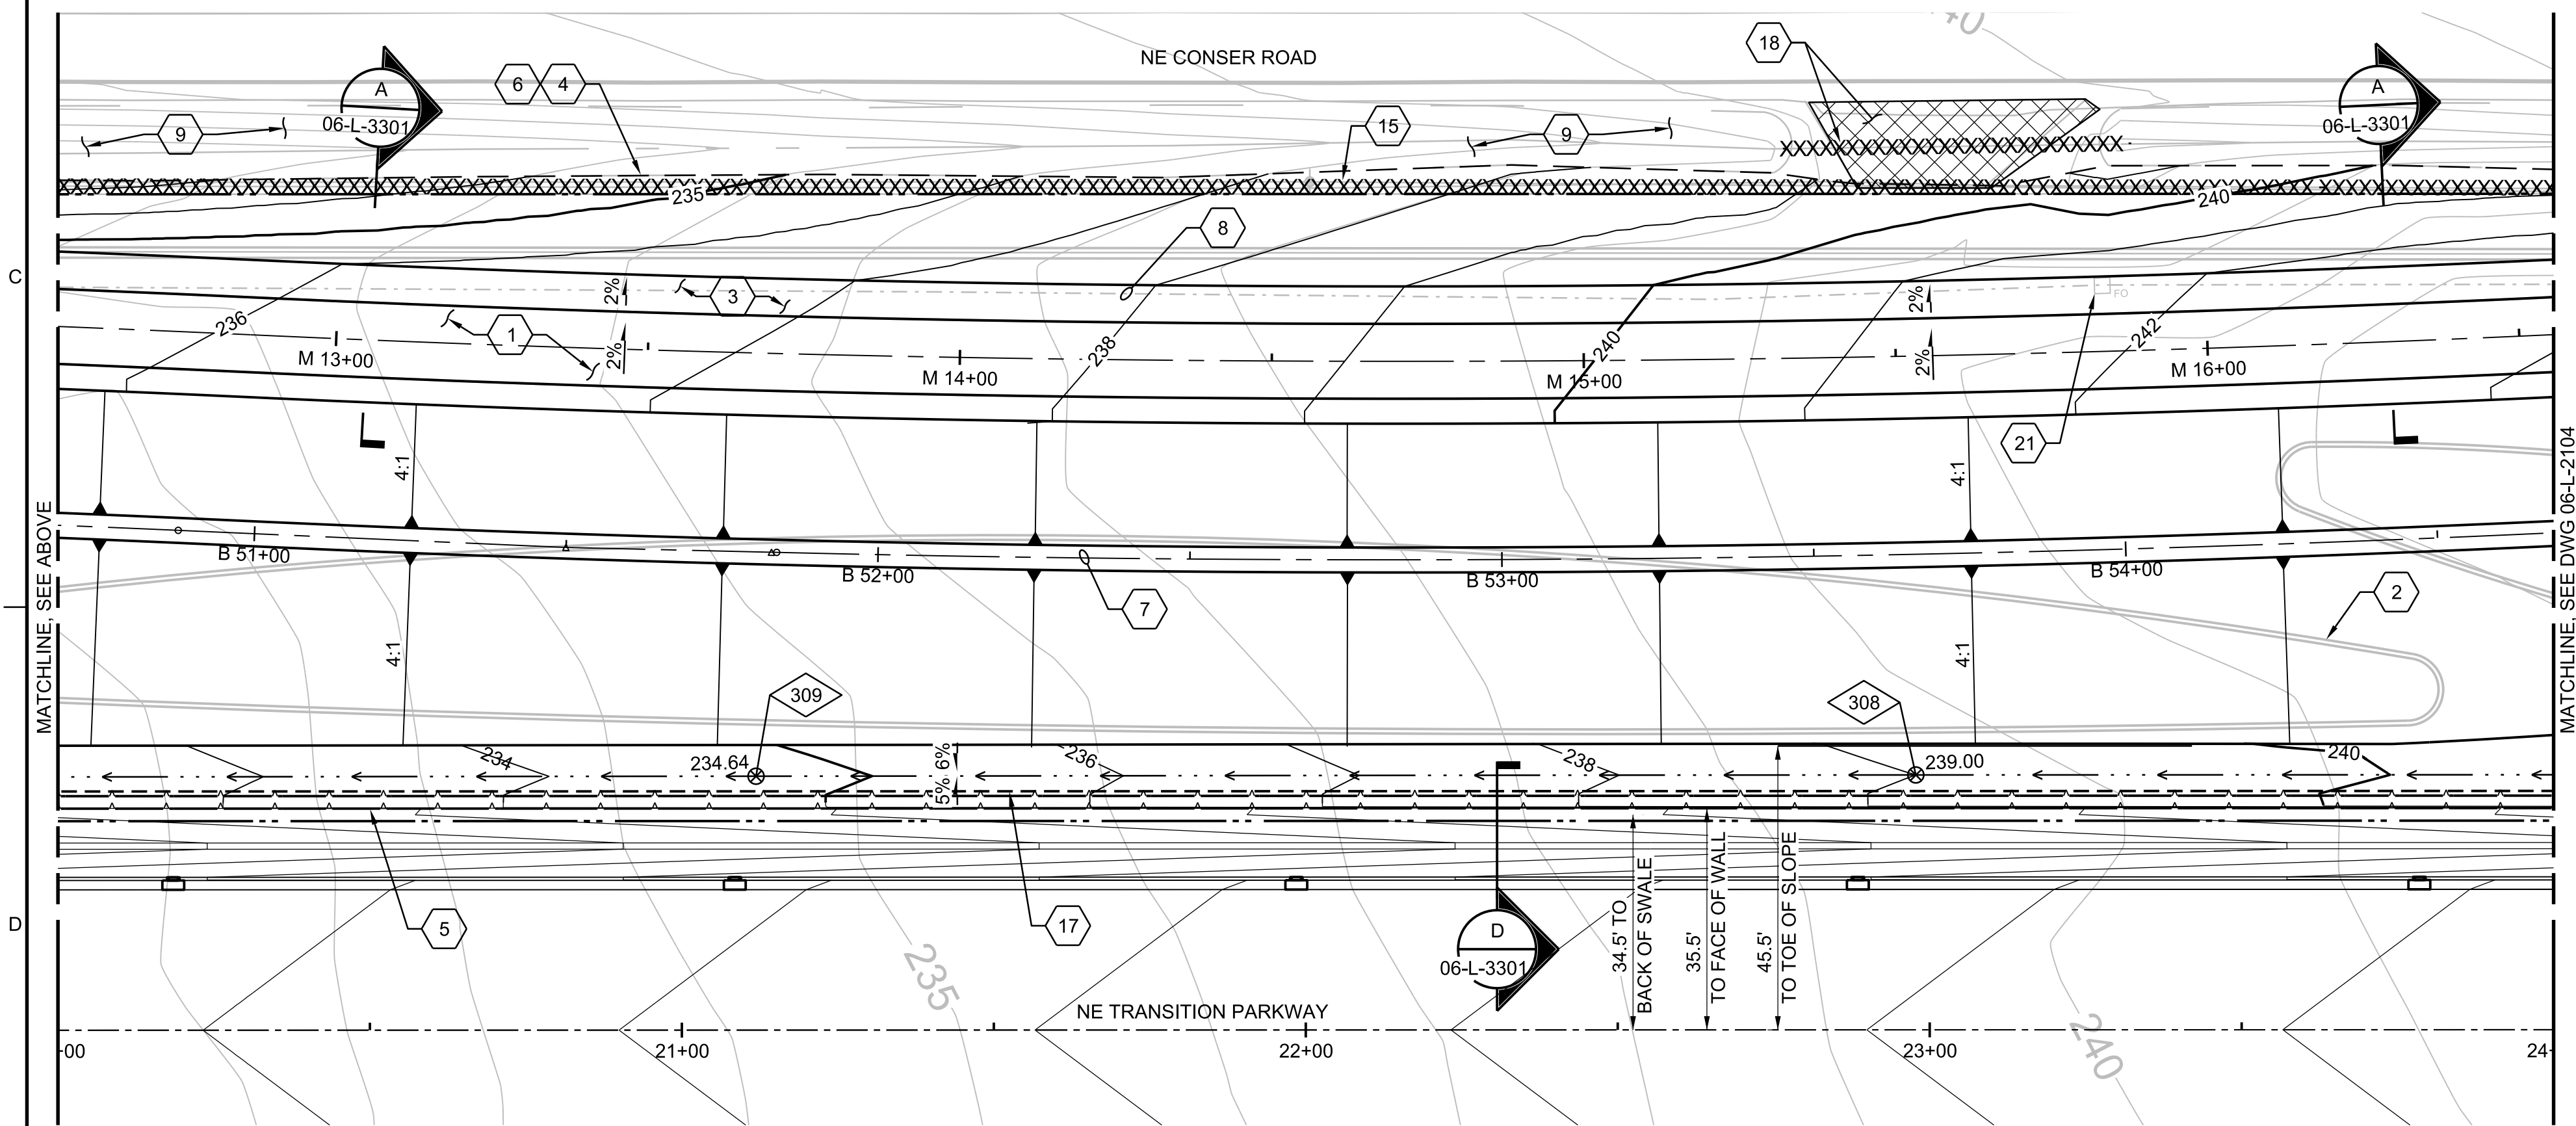 40
NE CONSER ROAD
18
A
06-L-3301
6
4
9
15
9
A
06-L-3301
235
240
8
C
2%
3
2%
FO
236
1
2%
238
240
2%
242
M 13+00
M 14+00
M 15+00
M 16+00
21
4:1
4:1
MATCHLINE, SEE ABOVE
MATCHLINE, SEE DWG 06-L-2104
B 51+00
B 52+00
B 53+00
B 54+00
7
2
4:1
4:1
309
308
234
234.64
5% 6%
236
238
239.00
240
5
17
D
D
06-L-3301
34.5' TO
BACK OF SWALE
35.5'
TO FACE OF WALL
45.5'
TO TOE OF SLOPE
235
240
NE TRANSITION PARKWAY
+00
21+00
22+00
23+00
24+